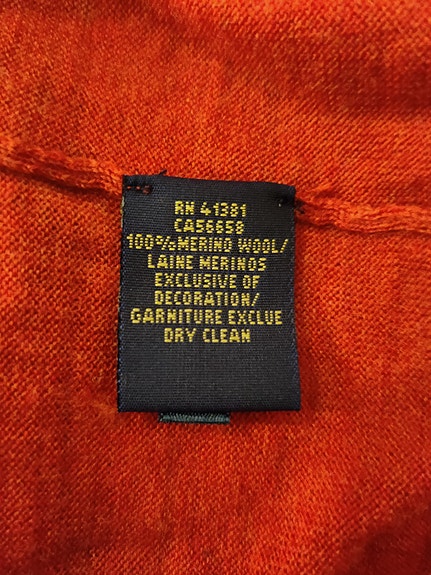 RN 41381
CA56658
100%MERINO WOOL/
LAINE MERINOS
EXCLUSIVE OF
DECORATION/
GARNITURE EXCLUE
DRY CLEAN